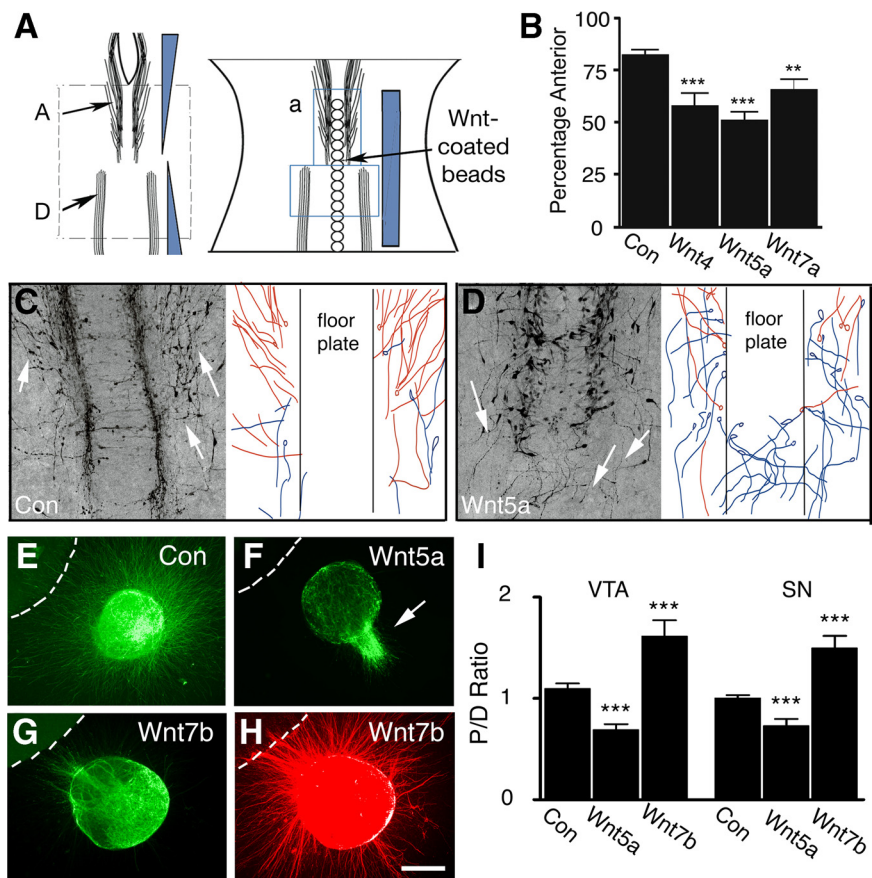 A
A
D
a
Wnt-
coated
beads
B
Percentage Anterior
100
75
50
25
0
***
***
**
Con
Wnt4
Wnt5a
Wnt7a
C
Con
floor
plate
D
Wnt5a
floor
plate
E
Con
F
Wnt5a
G
Wnt7b
H
Wnt7b
I
P/D Ratio
2
1
0
VTA
SN
***
***
***
***
Con
Wnt5a
Wnt7b
Con
Wnt5a
Wnt7b